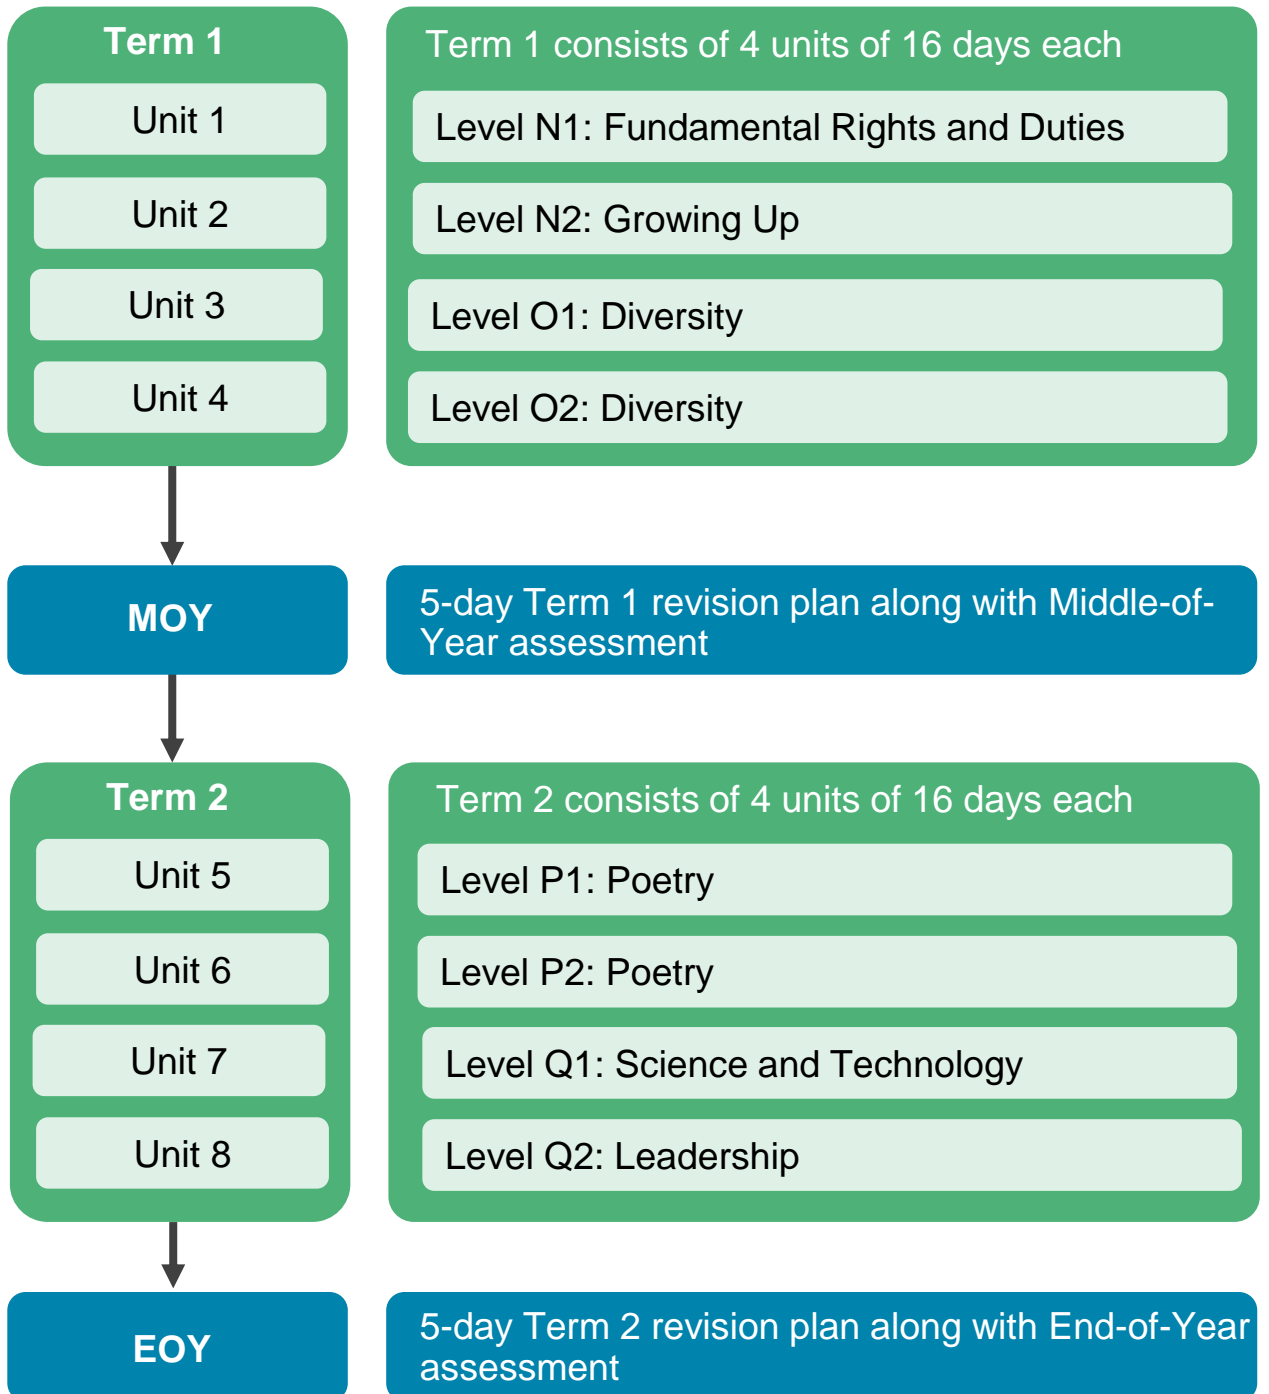 Term 1
Term 1 consists of 4 units of 16 days each
Unit 1
Level N1: Fundamental Rights and Duties
Unit 2
Level N2: Growing Up
Unit 3
Level O1: Diversity
Unit 4
Level O2: Diversity
MOY
5-day Term 1 revision plan along with Middle-of-
Year assessment
Term 2
Term 2 consists of 4 units of 16 days each
Unit 5
Level P1: Poetry
Unit 6
Level P2: Poetry
Unit 7
Level Q1: Science and Technology
Unit 8
Level Q2: Leadership
EOY
5-day Term 2 revision plan along with End-of-Year
assessment